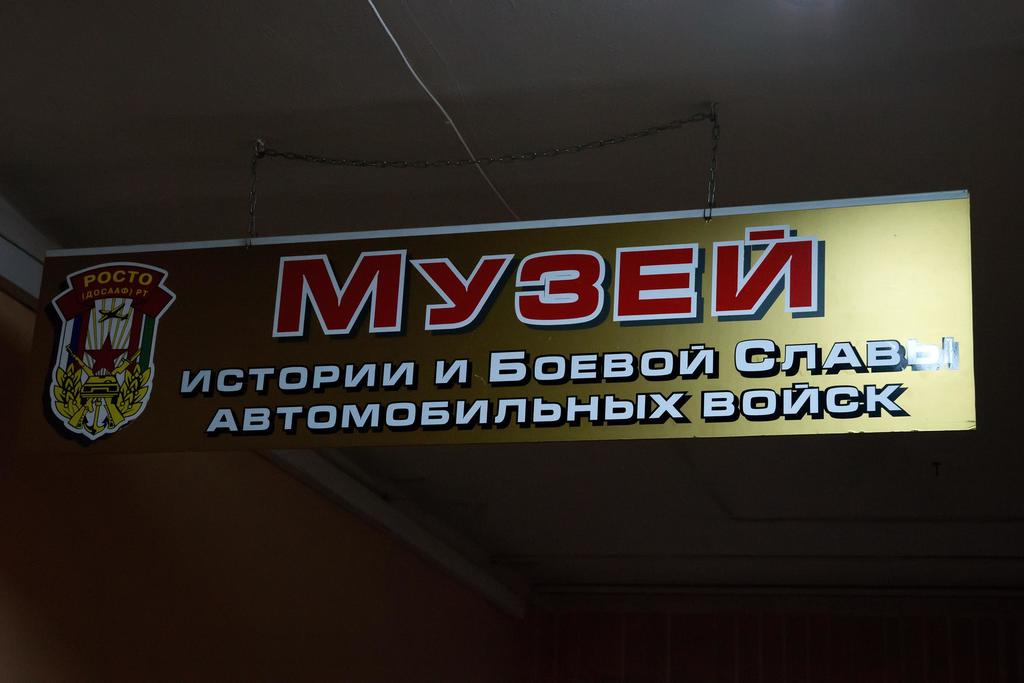 РОСТО
(ДОСААФ) РТ
Музей
истории и Боевой Славы
автомобильных войск